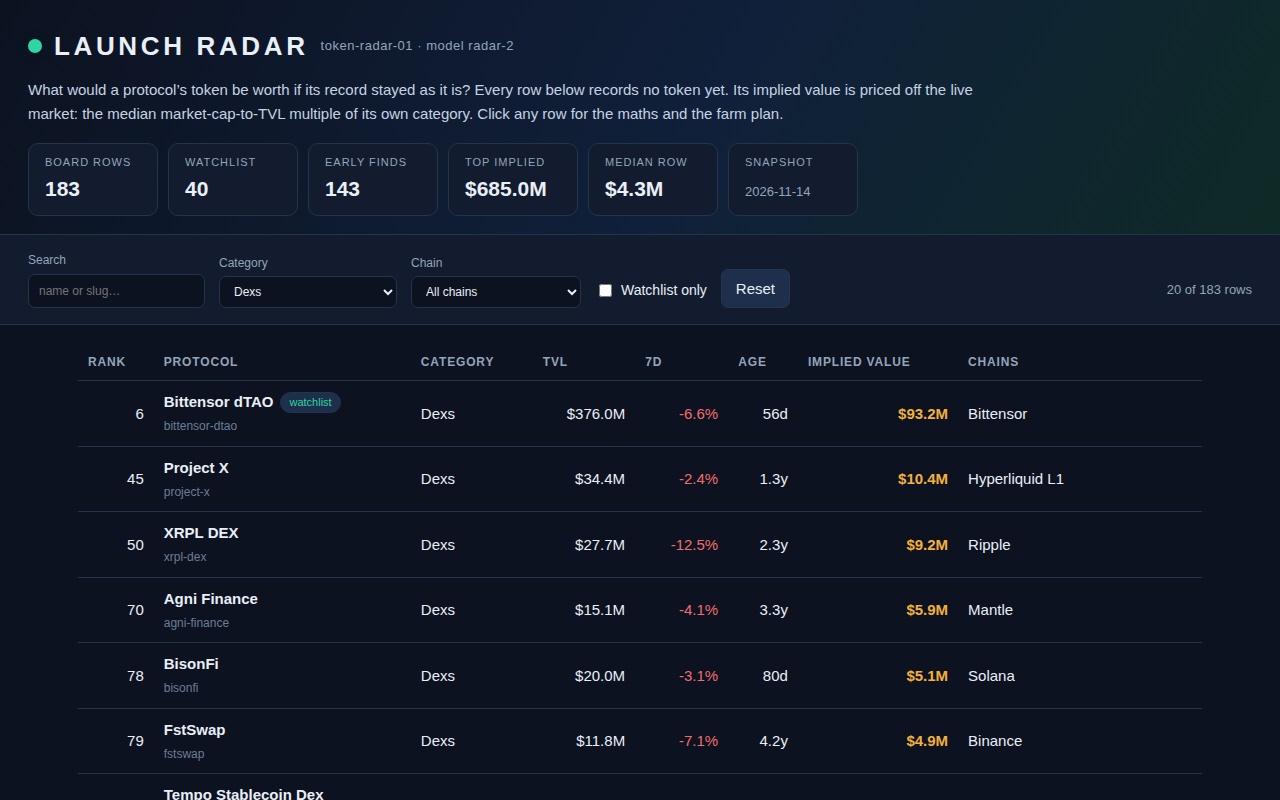 LAUNCH RADAR token-radar-01 · model radar-2
What would a protocol's token be worth if its record stayed as it is? Every row below records no token yet. Its implied value is priced off the live
market: the median market-cap-to-TVL multiple of its own category. Click any row for the maths and the farm plan.
BOARD ROWS WATCHLIST EARLY FINDS TOP IMPLIED MEDIAN ROW SNAPSHOT
183 40 143 $685.0M $4.3M 2026-11-14
Search Category Chain
name or slug… Dexs All chains Watchlist only Reset 20 of 183 rows
RANK PROTOCOL CATEGORY TVL 7D AGE IMPLIED VALUE CHAINS
6 Bittensor dTAO watchlist Dexs $376.0M -6.6% 56d $93.2M Bittensor
bittensor-dtao
45 Project X Dexs $34.4M -2.4% 1.3y $10.4M Hyperliquid L1
project-x
50 XRPL DEX Dexs $27.7M -12.5% 2.3y $9.2M Ripple
xrpl-dex
70 Agni Finance Dexs $15.1M -4.1% 3.3y $5.9M Mantle
agni-finance
78 BisonFi Dexs $20.0M -3.1% 80d $5.1M Solana
bisonfi
79 FstSwap Dexs $11.8M -7.1% 4.2y $4.9M Binance
fstswap
Tempo Stablecoin Dex